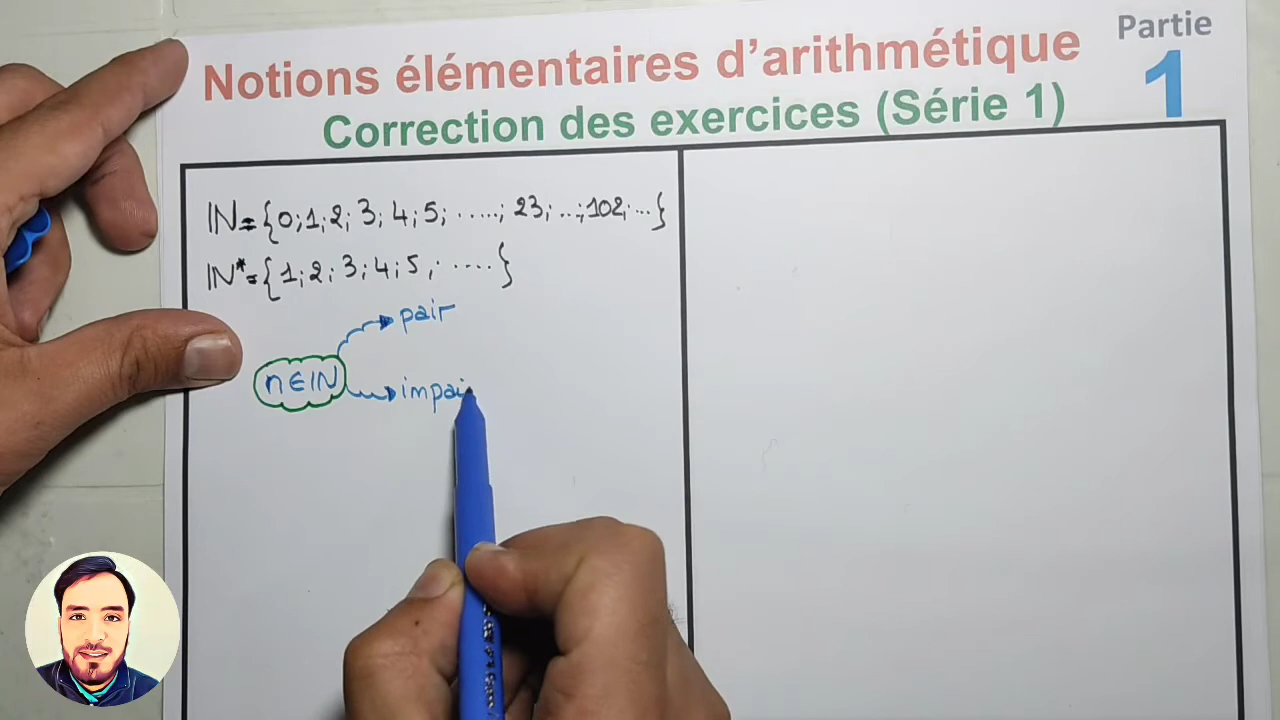 Notions élémentaires d'arithmétique
Partie
1
Correction des exercices (Série 1)
IN={0;1;2;3;4;5;.....;23;...;102;...}
IN*={1;2;3;4;5;.....}
pair
n∈IN
impai